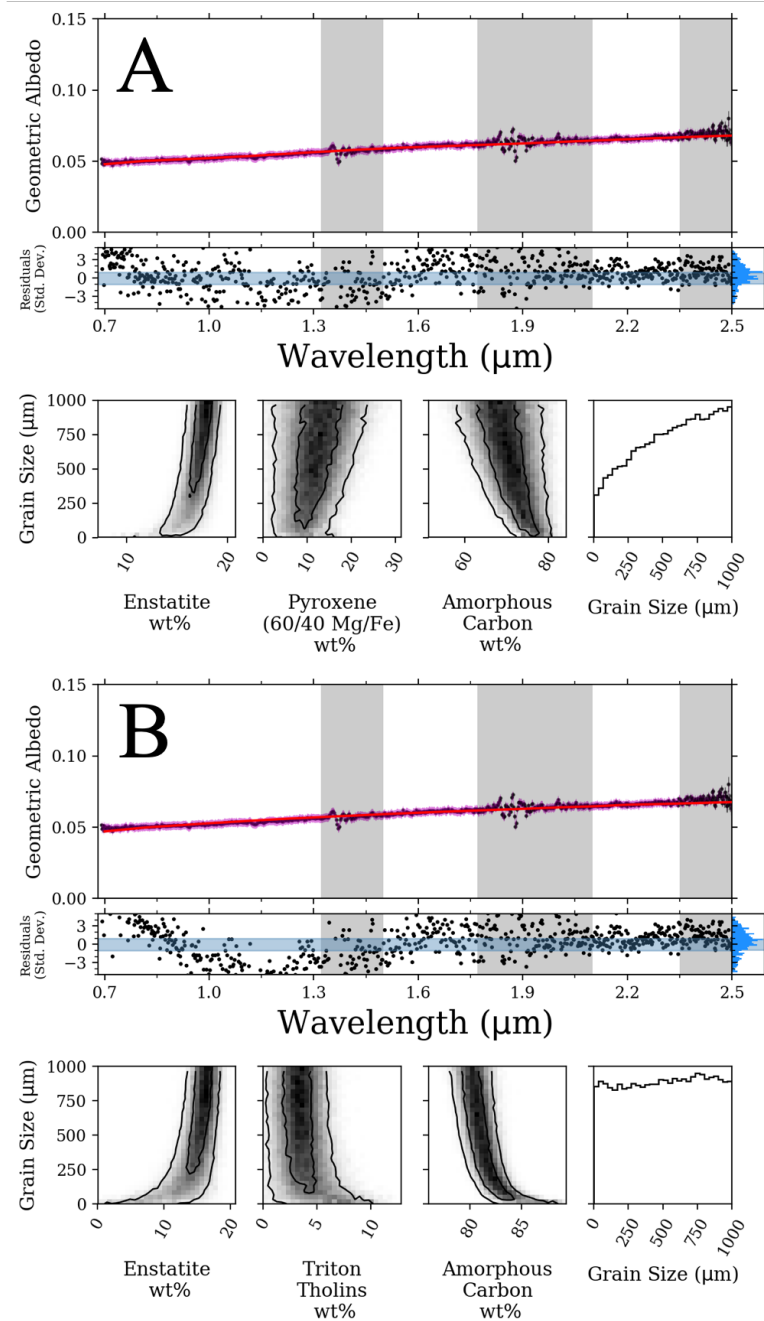 A
Geometric Albedo
0.15
0.10
0.05
0.00
Residuals
(Std. Dev.)
3
0
−3
0.7 1.0 1.3 1.6 1.9 2.2 2.5
Wavelength (μm)
Grain Size (μm)
1000
750
500
250
0
10 20
0 10 20 30
60 80
0 250 500 750 1000
Enstatite
wt%
Pyroxene
(60/40 Mg/Fe)
wt%
Amorphous
Carbon
wt%
Grain Size (μm)
B
Geometric Albedo
0.15
0.10
0.05
0.00
Residuals
(Std. Dev.)
3
0
−3
0.7 1.0 1.3 1.6 1.9 2.2 2.5
Wavelength (μm)
Grain Size (μm)
1000
750
500
250
0
0 10 20
0 5 10
80 85
0 250 500 750 1000
Enstatite
wt%
Triton
Tholins
wt%
Amorphous
Carbon
wt%
Grain Size (μm)